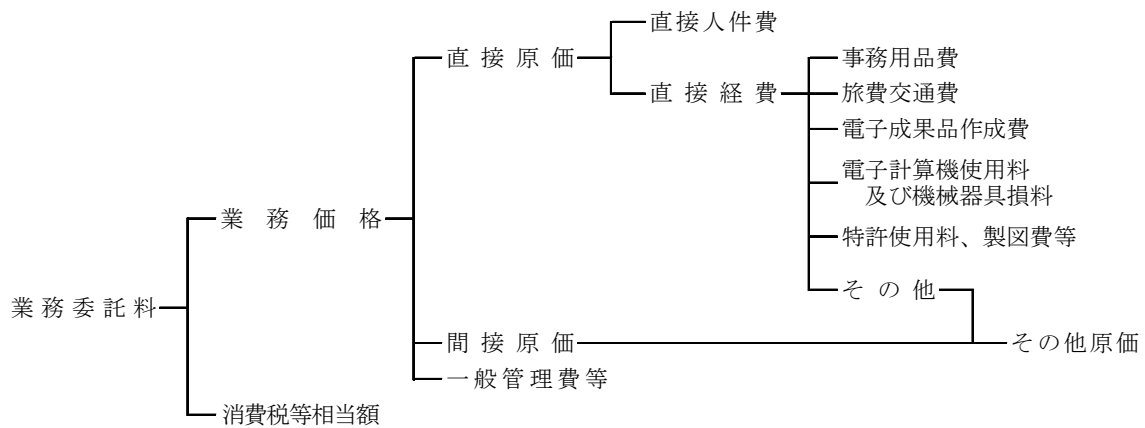 直接人件費
直接原価
事務用品費
直接経費
旅費交通費
電子成果品作成費
電子計算機使用料
及び機械器具損料
業務価格
特許使用料、製図費等
その他
業務委託料
間接原価
その他原価
一般管理費等
消費税等相当額